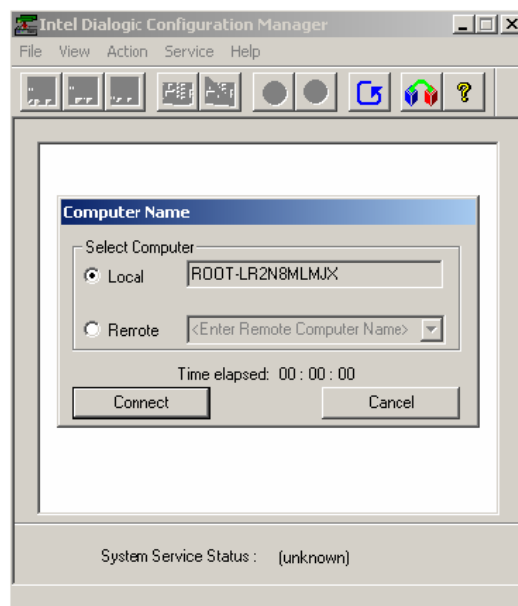 Intel Dialogic Configuration Manager
File View Action Service Help
Computer Name
Select Computer
Local ROOT-LR2N8MLMJX
Remote <Enter Remote Computer Name>
Time elapsed: 00 : 00 : 00
Connect Cancel
System Service Status : (unknown)